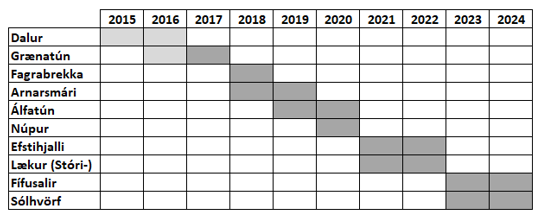 2015 2016 2017 2018 2019 2020 2021 2022 2023 2024
Dalur
Grænatún
Fagrabrekka
Arnarsmári
Álfatún
Núpur
Efstihjalli
Lækur (Stóri-)
Fífusalir
Sólhvörf